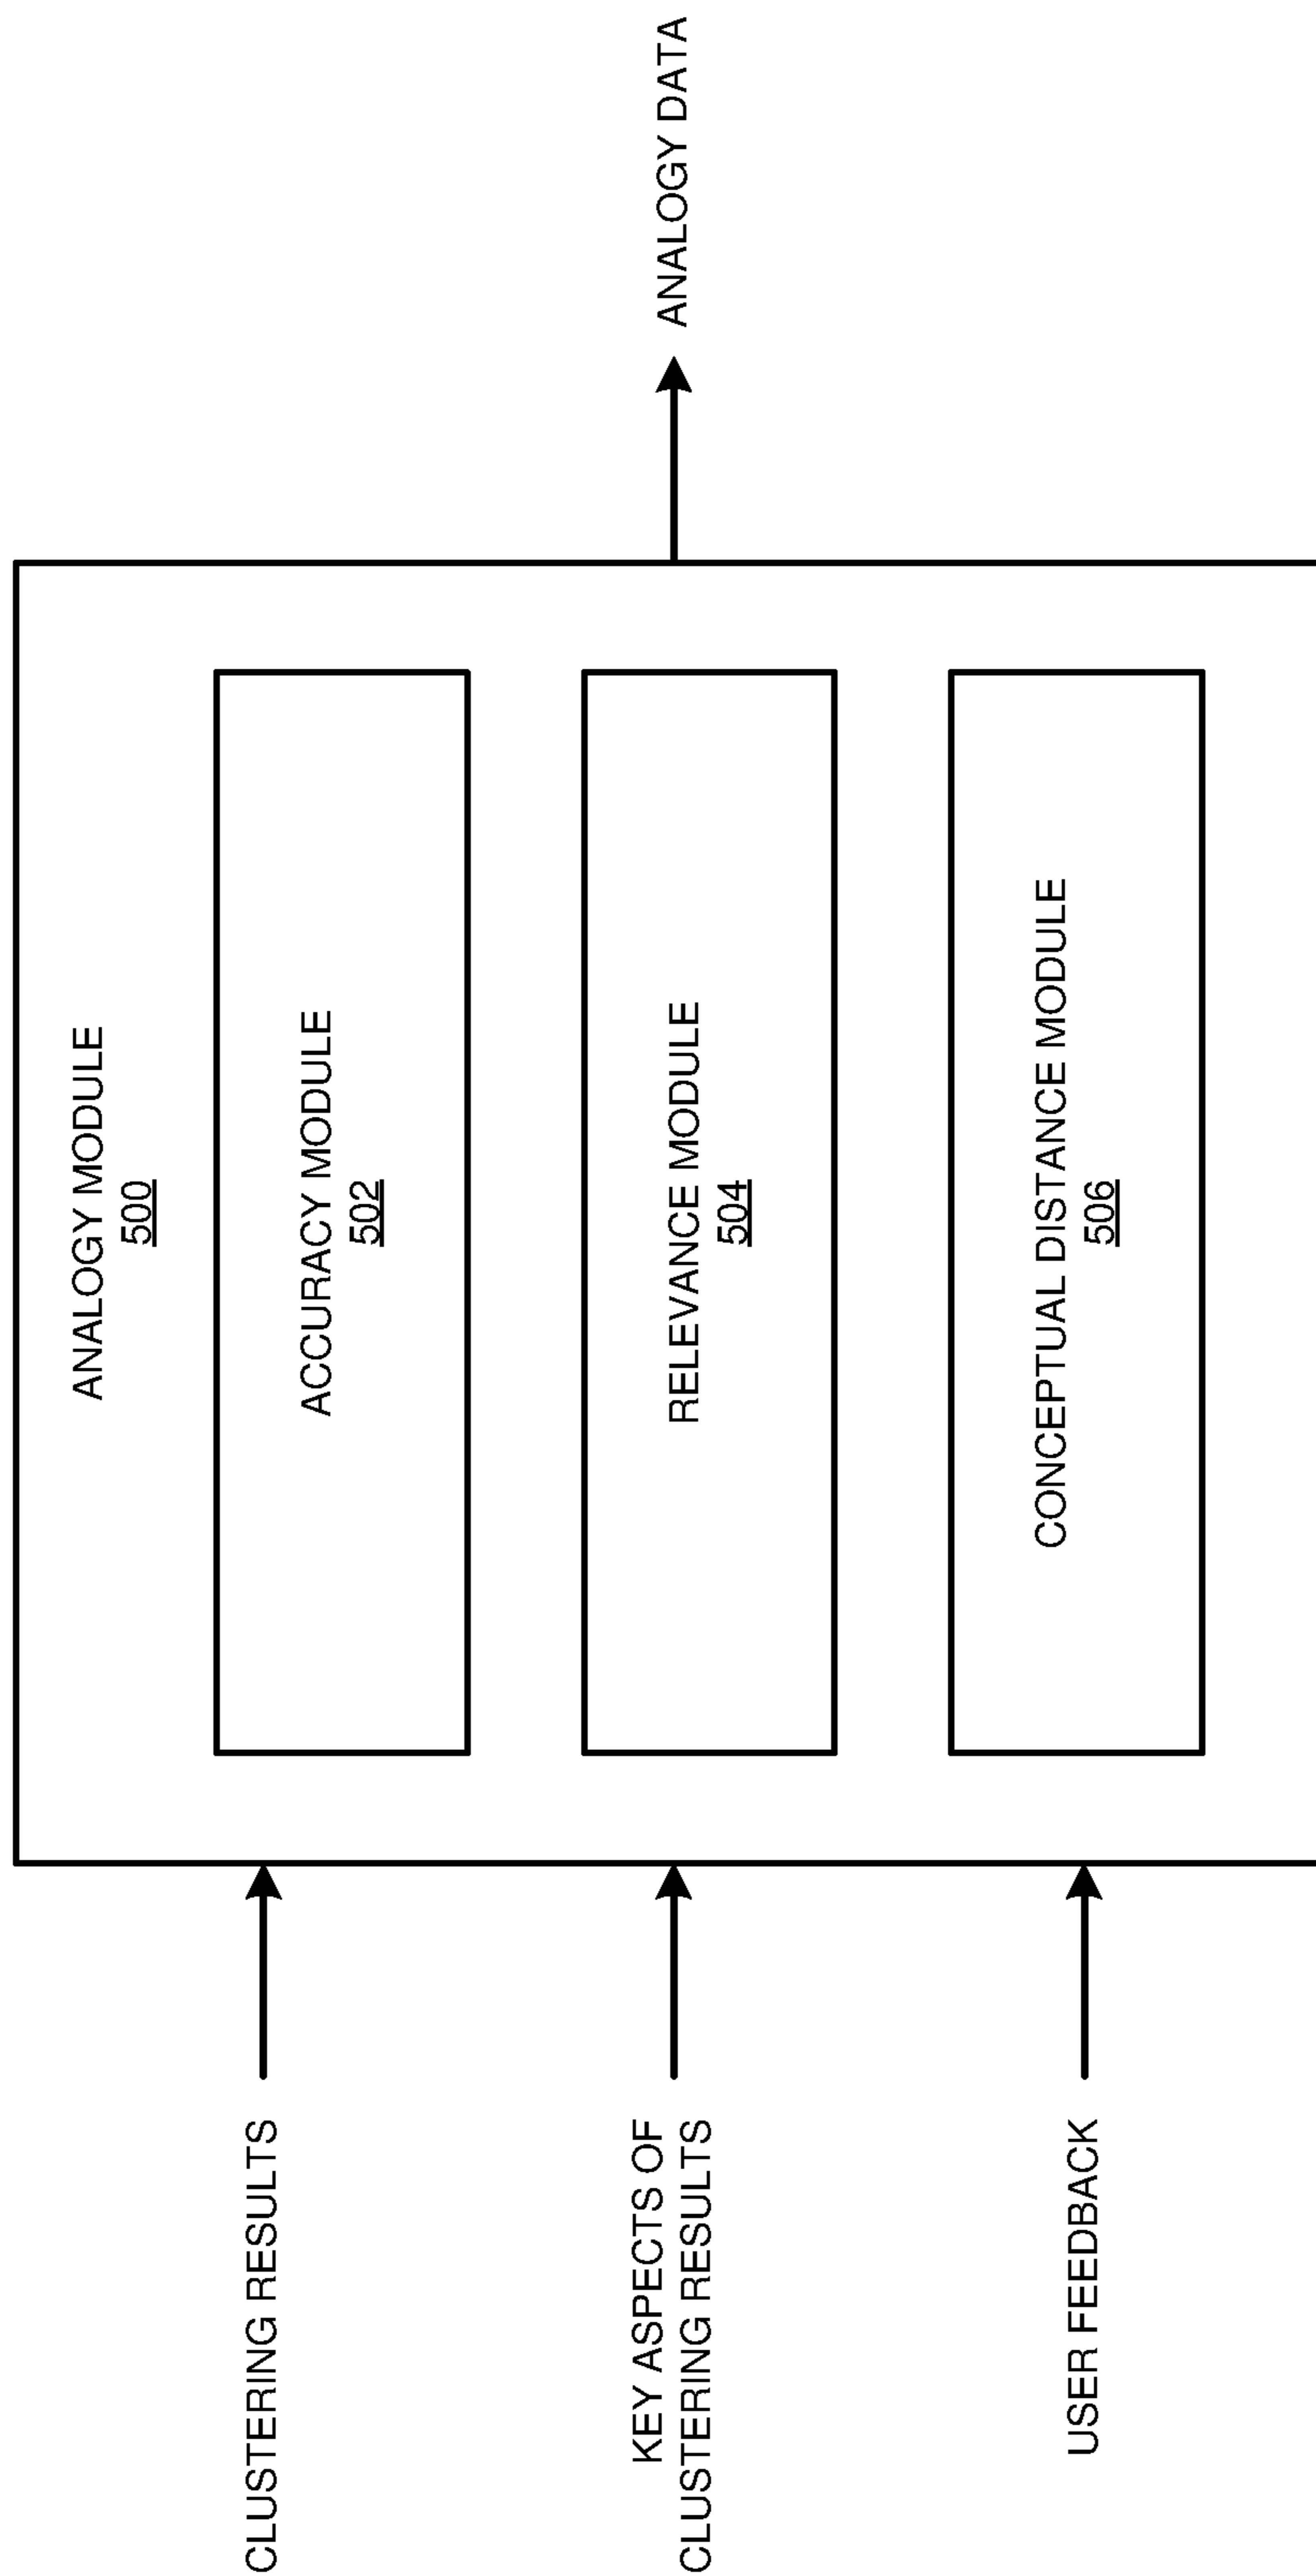 CLUSTERING RESULTS
KEY ASPECTS OF
CLUSTERING RESULTS
USER FEEDBACK
ANALOGY MODULE
500
ACCURACY MODULE
502
RELEVANCE MODULE
504
CONCEPTUAL DISTANCE MODULE
506
ANALOGY DATA